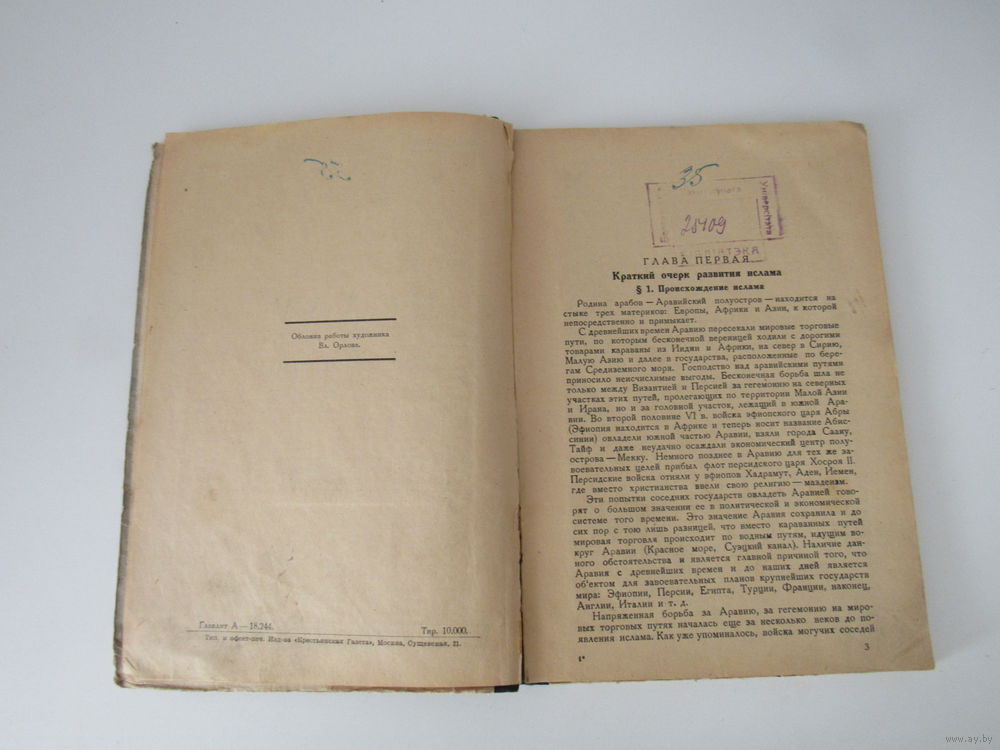 Обложка работы художника
Вл. Орлова.
Главлит А—18.244.
Тир. 10.000.
Тип. и офсет-печ. Изд-ва «Крестьянская Газета», Москва, Сущевская, 21.
35
Университета
25409
ГЛАВА ПЕРВАЯ
Краткий очерк развития ислама
§ 1. Происхождение ислама
Родина арабов — Аравийский полуостров — находится на
стыке трех материков: Европы, Африки и Азии, к которой
непосредственно и примыкает.
С древнейших времен Аравию пересекали мировые торговые
пути, по которым бесконечной вереницей ходили с дорогими
товарами караваны из Индии и Африки, на север в Сирию,
Малую Азию и далее в государства, расположенные по бере-
гам Средиземного моря. Господство над аравийскими путями
приносило неисчислимые выгоды. Бесконечная борьба шла не
только между Византией и Персией за гегемонию на северных
участках этих путей, пролегающих по территории Малой Азии
и Ирана, но и за головной участок, лежащий в южной Ара-
вии. Во второй половине VI в. войска эфиопского царя Абры
(Эфиопия находится в Африке и теперь носит название Абис-
синии) овладели южной частью Аравии, взяли города Саану,
Тайф и даже неудачно осаждали экономический центр полу-
острова — Мекку. Немного позднее в Аравию для тех же за-
воевательных целей прибыл флот персидского царя Хосроя II.
Персидские войска отняли у эфиопов Хадрамут, Аден, Иемен,
где вместо христианства ввели свою религию — маздеизм.
Эти попытки соседних государств овладеть Аравией гово-
рят о большом значении ее в политической и экономической
системе того времени. Это значение Аравия сохранила и до
сих пор с тою лишь разницей, что вместо караванных путей
мировая торговля происходит по водным путям, идущим во-
круг Аравии (Красное море, Суэцкий канал). Наличие дан-
ного обстоятельства и является главной причиной того, что
Аравия с древнейших времен и до наших дней является
об'ектом для завоевательных планов крупнейших государств
мира: Эфиопии, Персии, Египта, Турции, Франции, наконец,
Англии, Италии и т. д.
Напряженная борьба за Аравию, за гегемонию на миро-
вых торговых путях началась еще за несколько веков до по-
явления ислама. Как уже упоминалось, войска могучих соседей
1*
3
www.ay.by